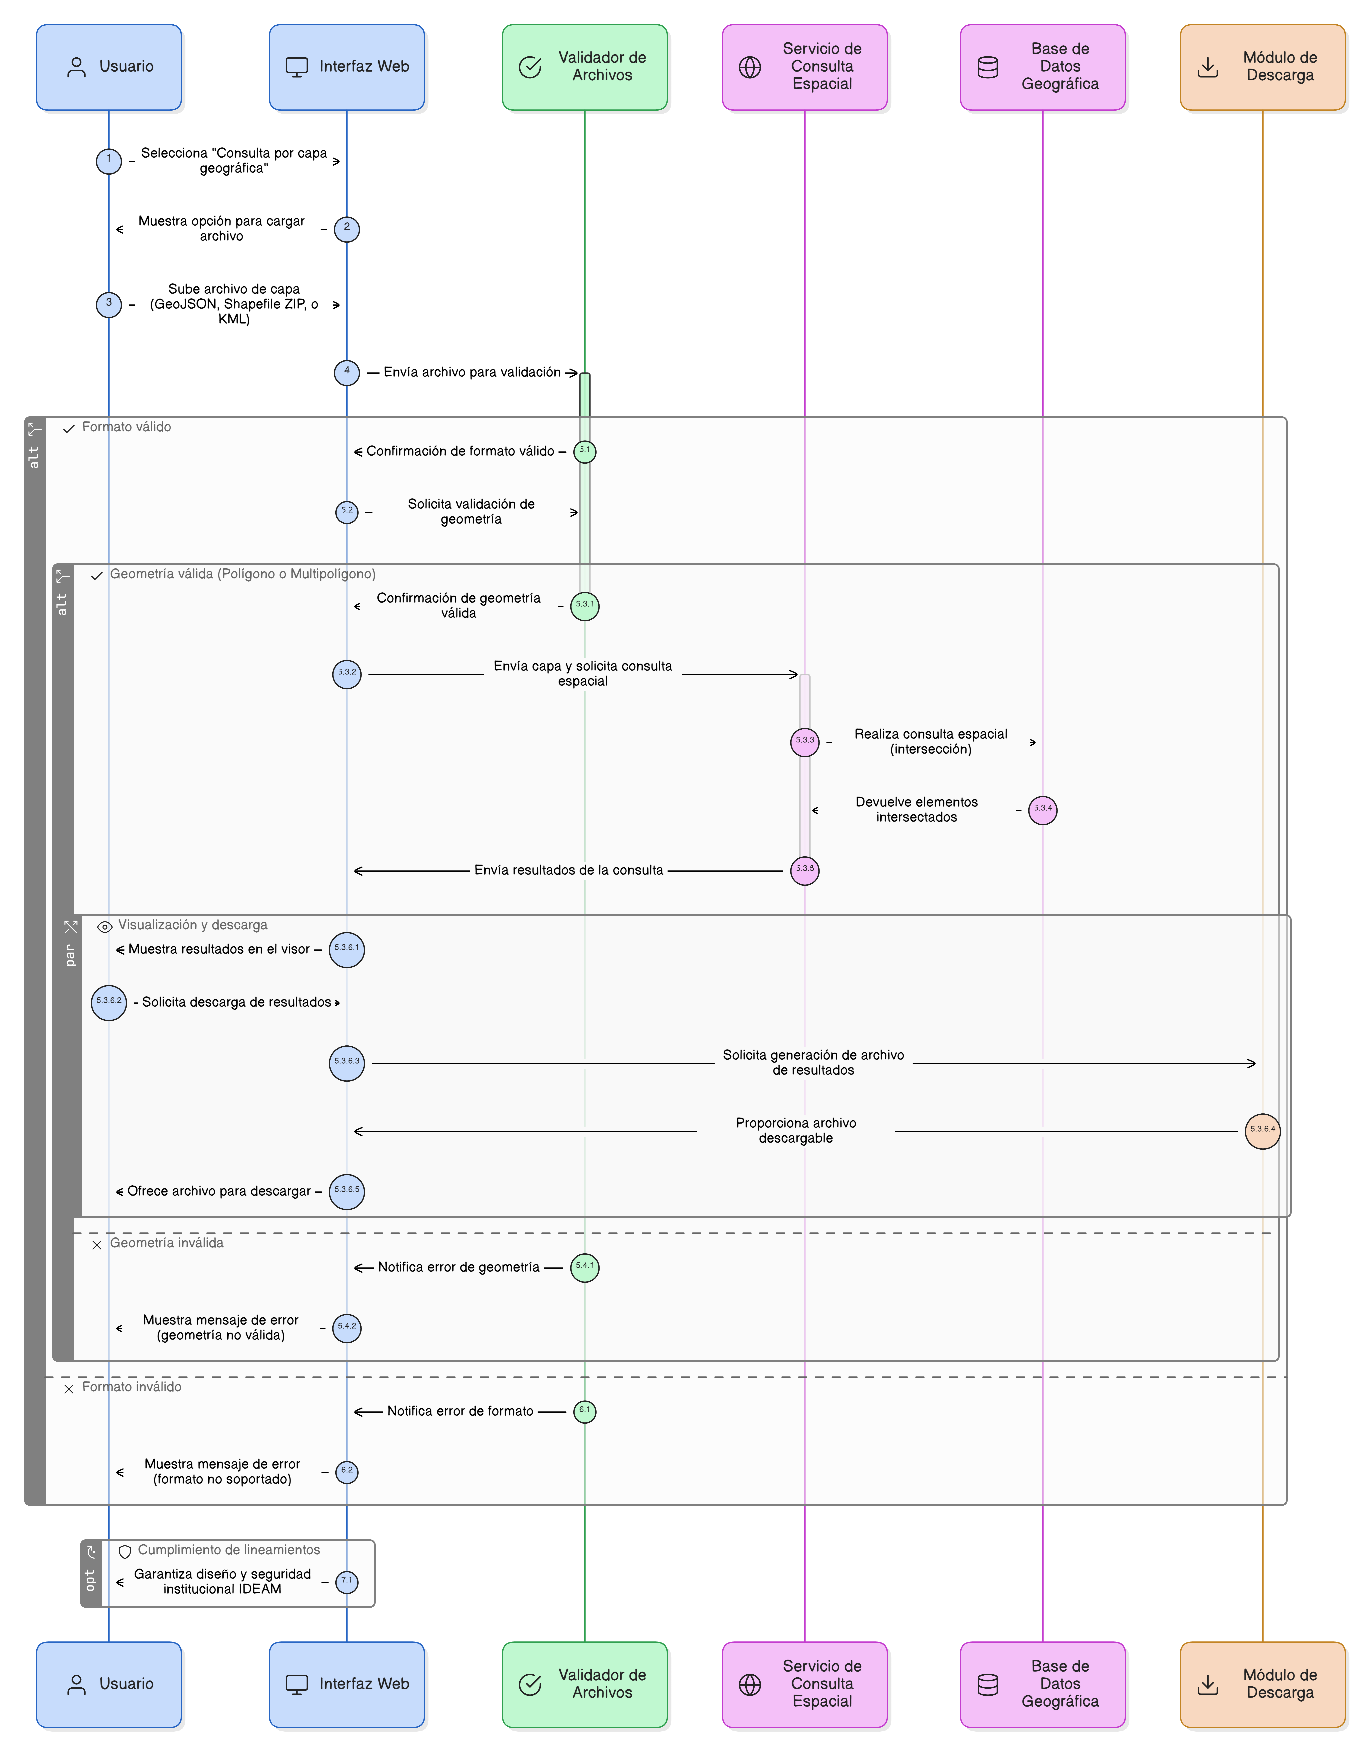 Usuario
Interfaz Web
Validador de
Archivos
Servicio de
Consulta
Espacial
Base de
Datos
Geográfica
Módulo de
Descarga
1
Selecciona "Consulta por capa
geográfica"
Muestra opción para cargar
archivo
2
3
Sube archivo de capa
(GeoJSON, Shapefile ZIP, o
KML)
4
Envía archivo para validación
alt
Formato válido
Confirmación de formato válido
5.1
5.2
Solicita validación de
geometría
alt
Geometría válida (Polígono o Multipolígono)
Confirmación de geometría
válida
5.3.1
5.3.2
Envía capa y solicita consulta
espacial
5.3.3
Realiza consulta espacial
(intersección)
Devuelve elementos
intersectados
5.3.4
Envía resultados de la consulta
5.3.5
par
Visualización y descarga
Muestra resultados en el visor
5.3.6.1
5.3.6.2
Solicita descarga de resultados
5.3.6.3
Solicita generación de archivo
de resultados
Proporciona archivo
descargable
5.3.6.4
Ofrece archivo para descargar
5.3.6.5
Geometría inválida
Notifica error de geometría
5.4.1
Muestra mensaje de error
(geometría no válida)
5.4.2
Formato inválido
Notifica error de formato
6.1
Muestra mensaje de error
(formato no soportado)
6.2
opt
Cumplimiento de lineamientos
Garantiza diseño y seguridad
institucional IDEAM
7.1
Usuario
Interfaz Web
Validador de
Archivos
Servicio de
Consulta
Espacial
Base de
Datos
Geográfica
Módulo de
Descarga